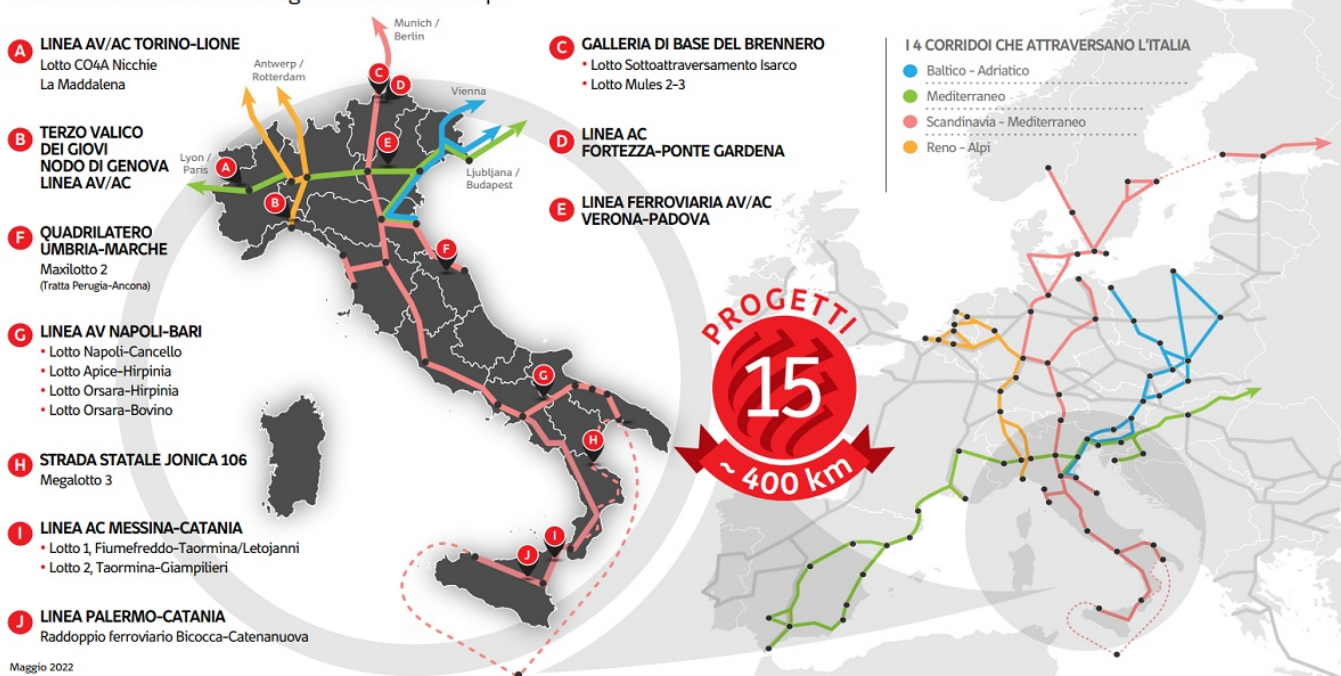 A
LINEA AV/AC TORINO-LIONE
Lotto CO4A Nicchie
La Maddalena
B
TERZO VALICO
DEI GIOVI
NODO DI GENOVA
LINEA AV/AC
F
QUADRILATERO
UMBRIA-MARCHE
Maxilotto 2
(Tratta Perugia-Ancona)
G
LINEA AV NAPOLI-BARI
• Lotto Napoli-Cancello
• Lotto Apice-Hirpinia
• Lotto Orsara-Hirpinia
• Lotto Orsara-Bovino
H
STRADA STATALE JONICA 106
Megalotto 3
I
LINEA AC MESSINA-CATANIA
• Lotto 1, Fiumefreddo-Taormina/Letojanni
• Lotto 2, Taormina-Giampilieri
J
LINEA PALERMO-CATANIA
Raddoppio ferroviario Bicocca-Catenanuova
Maggio 2022
Munich /
Berlin
Antwerp /
Rotterdam
Vienna
Lyon /
Paris
Ljubljana /
Budapest
C
D
E
A
B
F
G
H
I
J
C
GALLERIA DI BASE DEL BRENNERO
• Lotto Sottoattraversamento Isarco
• Lotto Mules 2-3
D
LINEA AC
FORTEZZA-PONTE GARDENA
E
LINEA FERROVIARIA AV/AC
VERONA-PADOVA
PROGETTI
15
~ 400 km
I 4 CORRIDOI CHE ATTRAVERSANO L'ITALIA
Baltico - Adriatico
Mediterraneo
Scandinavia - Mediterraneo
Reno - Alpi